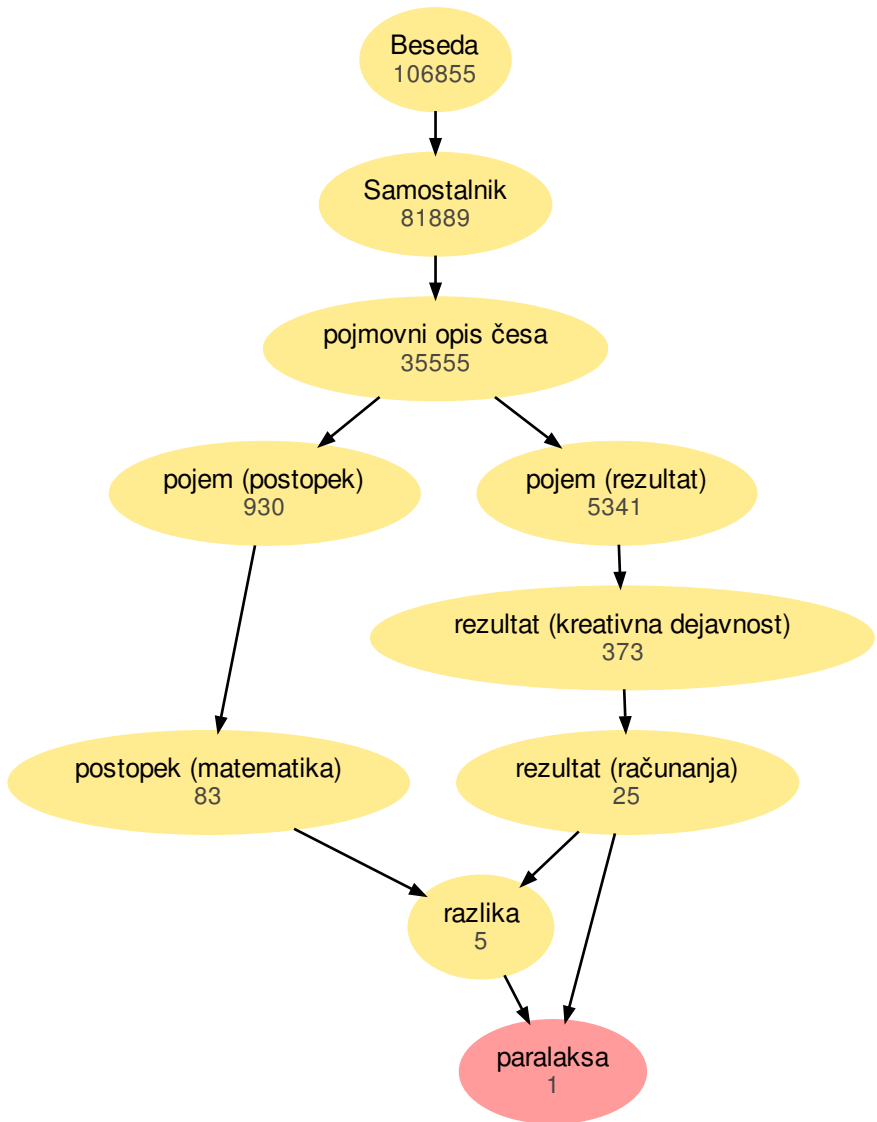 Beseda
106855
Samostalnik
81889
pojmovni opis česa
35555
pojem (postopek)
930
pojem (rezultat)
5341
rezultat (kreativna dejavnost)
373
postopek (matematika)
83
rezultat (računanja)
25
razlika
5
paralaksa
1